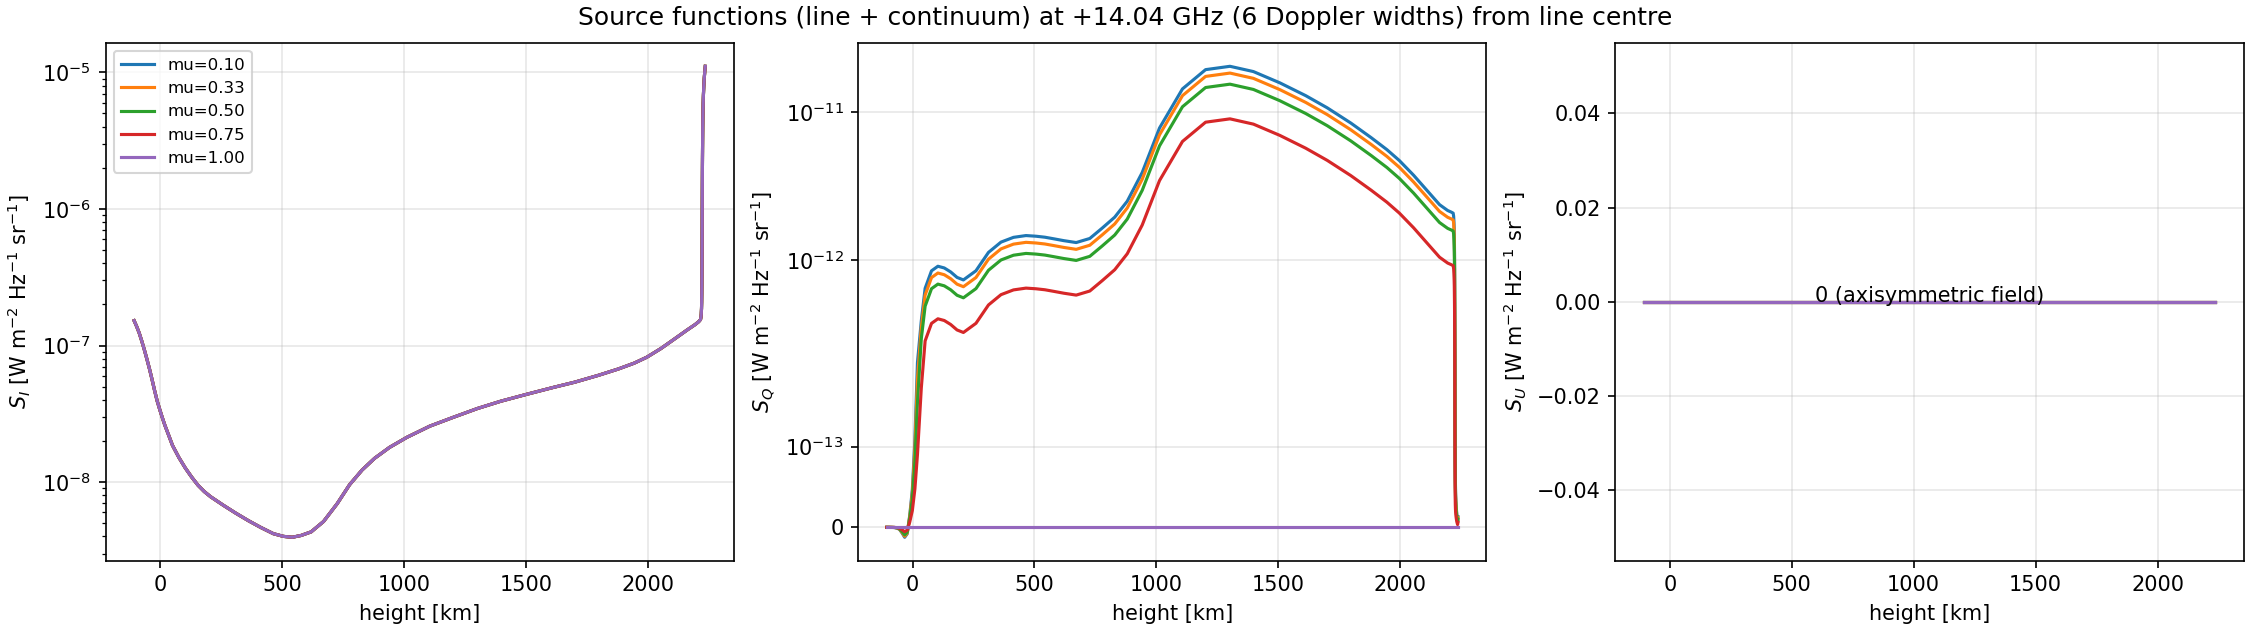 Source functions (line + continuum) at +14.04 GHz (6 Doppler widths) from line centre
S_I [W m⁻² Hz⁻¹ sr⁻¹]
10⁻⁵
10⁻⁶
10⁻⁷
10⁻⁸
mu=0.10
mu=0.33
mu=0.50
mu=0.75
mu=1.00
0 500 1000 1500 2000
height [km]
S_Q [W m⁻² Hz⁻¹ sr⁻¹]
10⁻¹¹
10⁻¹²
10⁻¹³
0
0 500 1000 1500 2000
height [km]
S_U [W m⁻² Hz⁻¹ sr⁻¹]
0.04
0.02
0.00
−0.02
−0.04
0 (axisymmetric field)
0 500 1000 1500 2000
height [km]